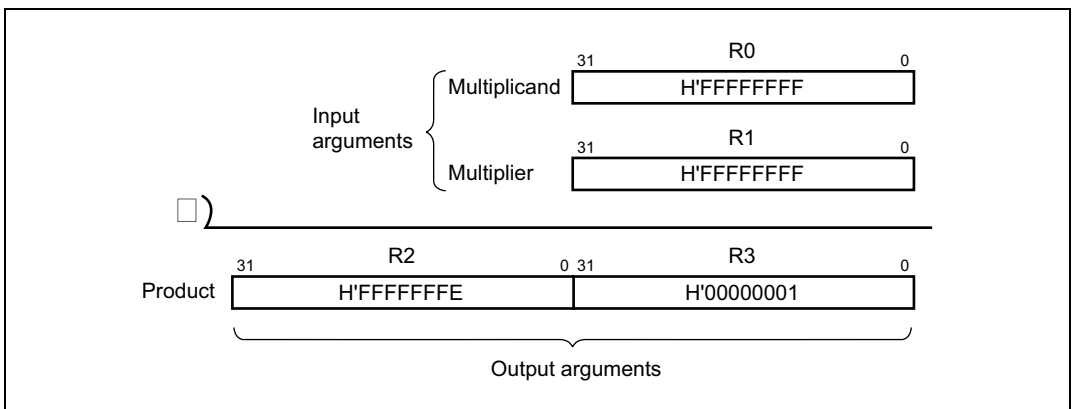 R0
31 0
Multiplicand H'FFFFFFFF
Input
arguments
R1
31 0
Multiplier H'FFFFFFFF
)
R2 R3
31 0 31 0
Product H'FFFFFFFE H'00000001
Output arguments